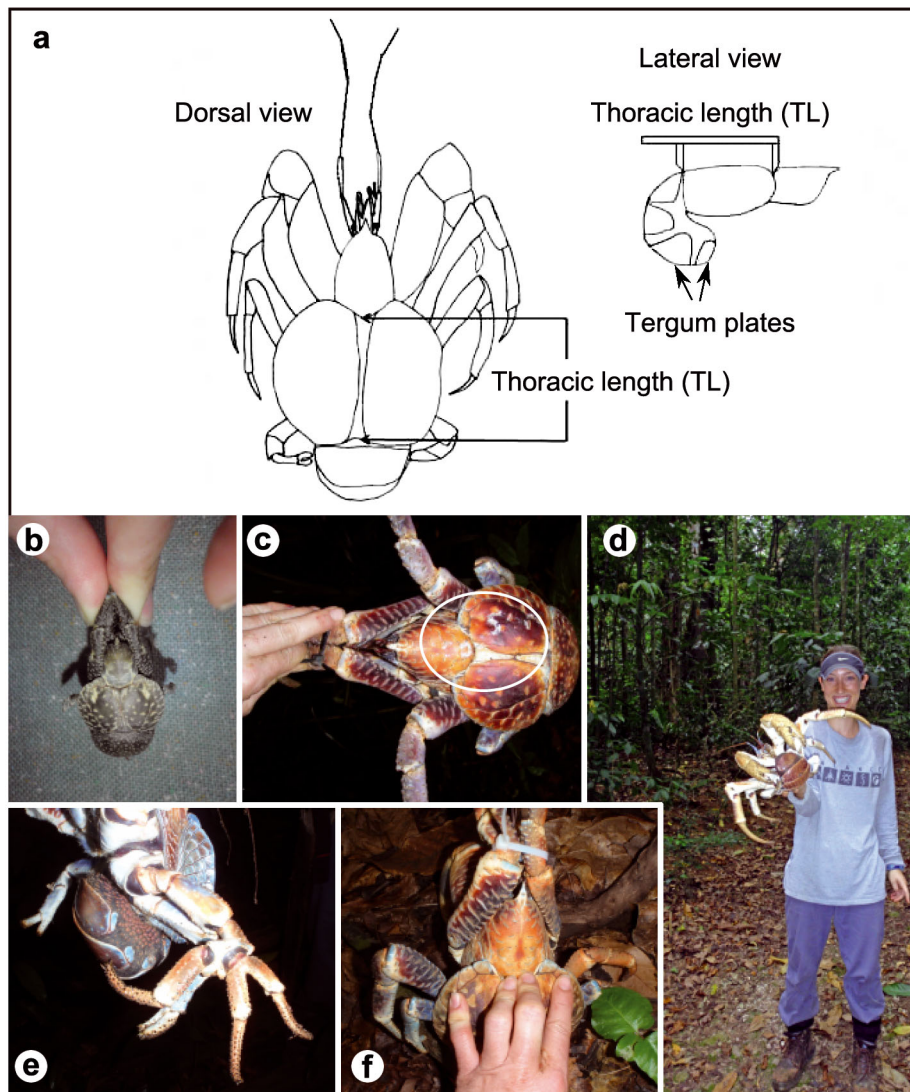 a
Dorsal view
Lateral view
Thoracic length (TL)
Tergum plates
Thoracic length (TL)
b
c
d
e
f